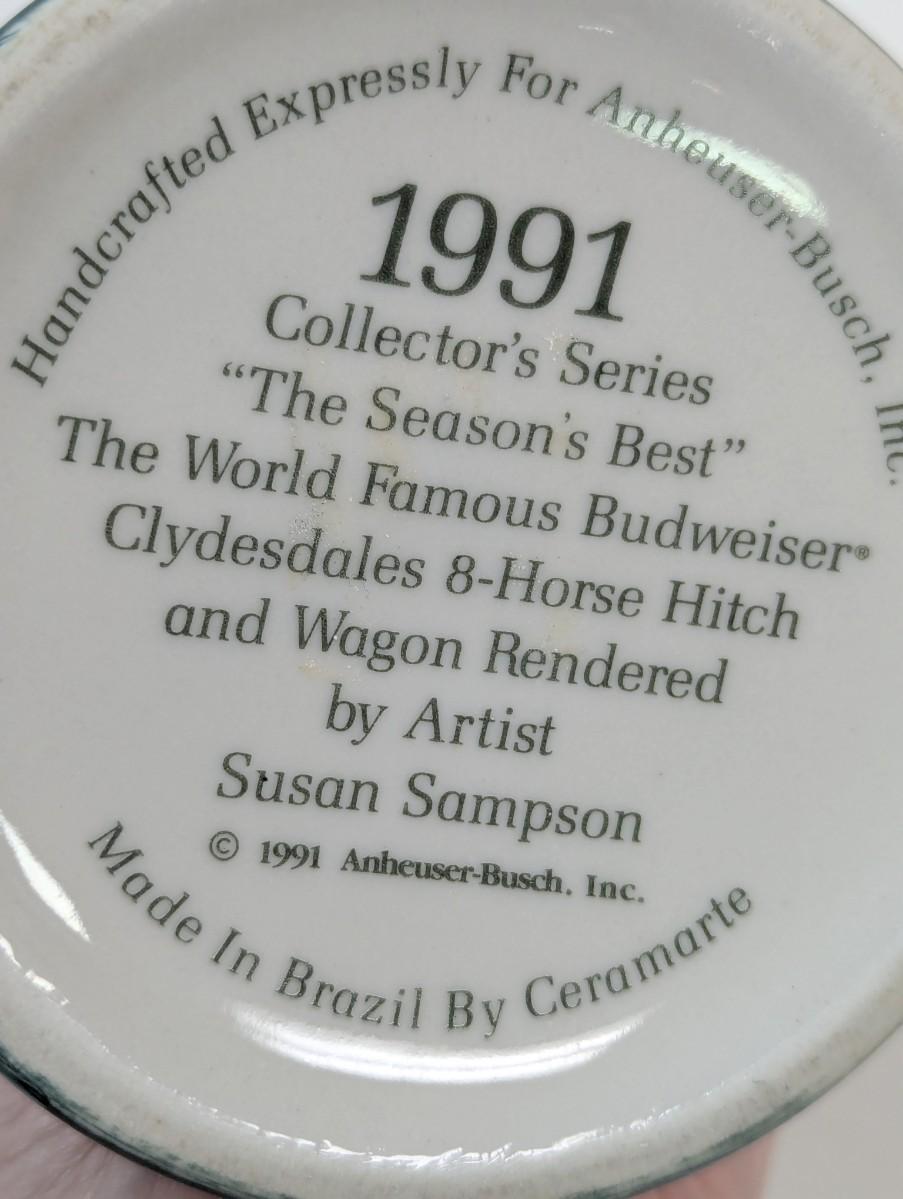 Handcrafted Expressly For Anheuser-Busch, Inc.
1991
Collector's Series
“The Season's Best”
The World Famous Budweiser®
Clydesdales 8-Horse Hitch
and Wagon Rendered
by Artist
Susan Sampson
© 1991 Anheuser-Busch. Inc.
Made In Brazil By Ceramarte